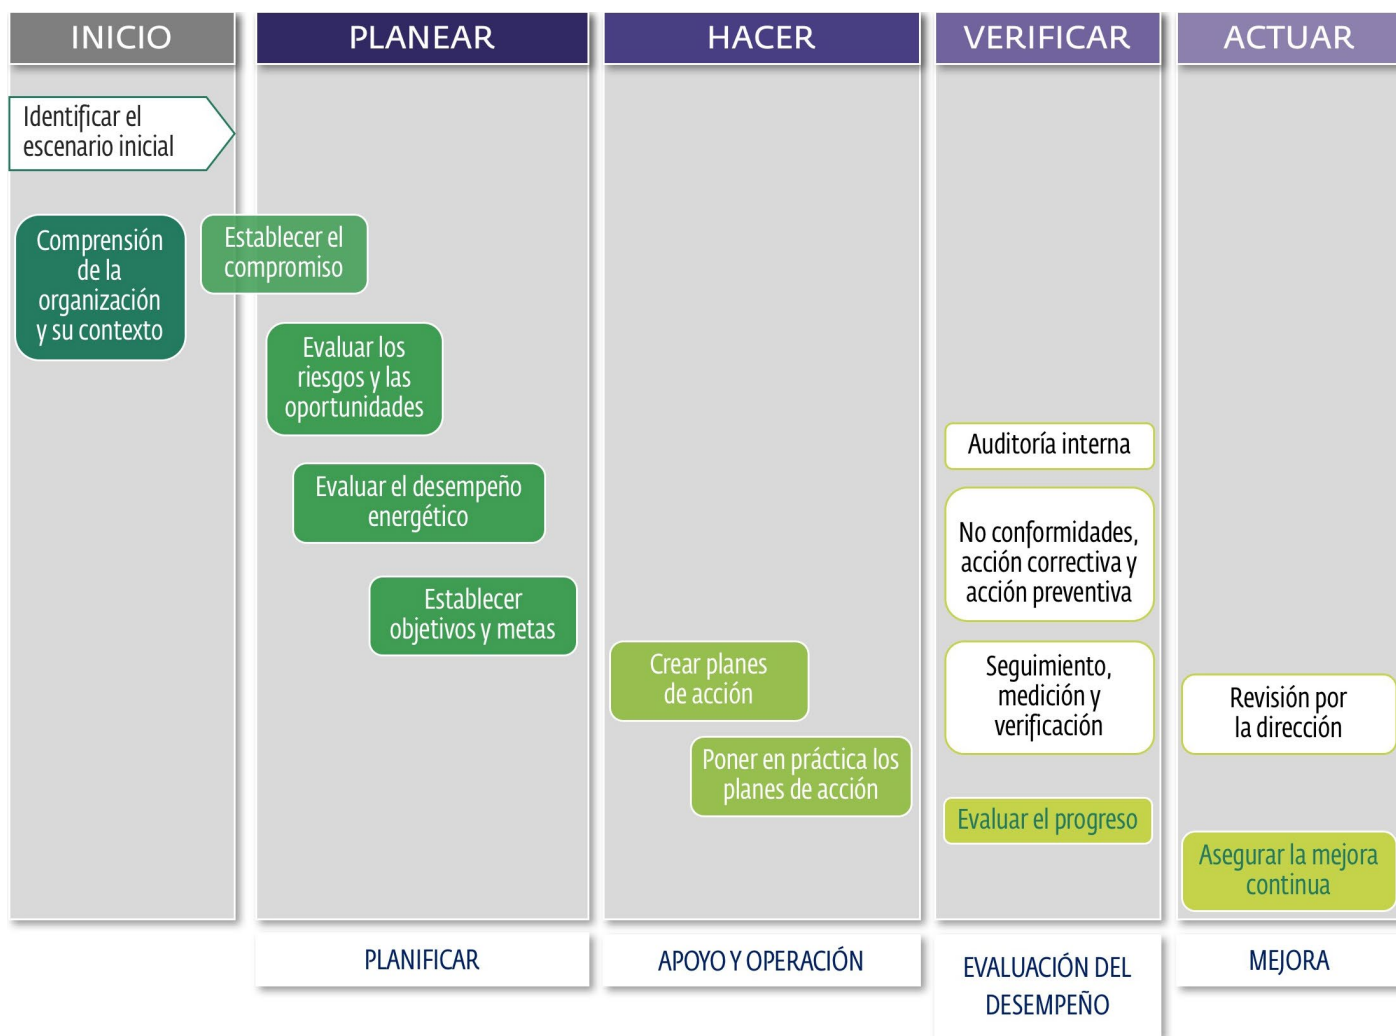 INICIO
PLANEAR
HACER
VERIFICAR
ACTUAR
Identificar el
escenario inicial
Comprensión
de la
organización
y su contexto
Establecer el
compromiso
Evaluar los
riesgos y las
oportunidades
Evaluar el desempeño
energético
Establecer
objetivos y metas
Crear planes
de acción
Poner en práctica los
planes de acción
Auditoría interna
No conformidades,
acción correctiva y
acción preventiva
Seguimiento,
medición y
verificación
Evaluar el progreso
Revisión por
la dirección
Asegurar la mejora
continua
PLANIFICAR
APOYO Y OPERACIÓN
EVALUACIÓN DEL
DESEMPEÑO
MEJORA